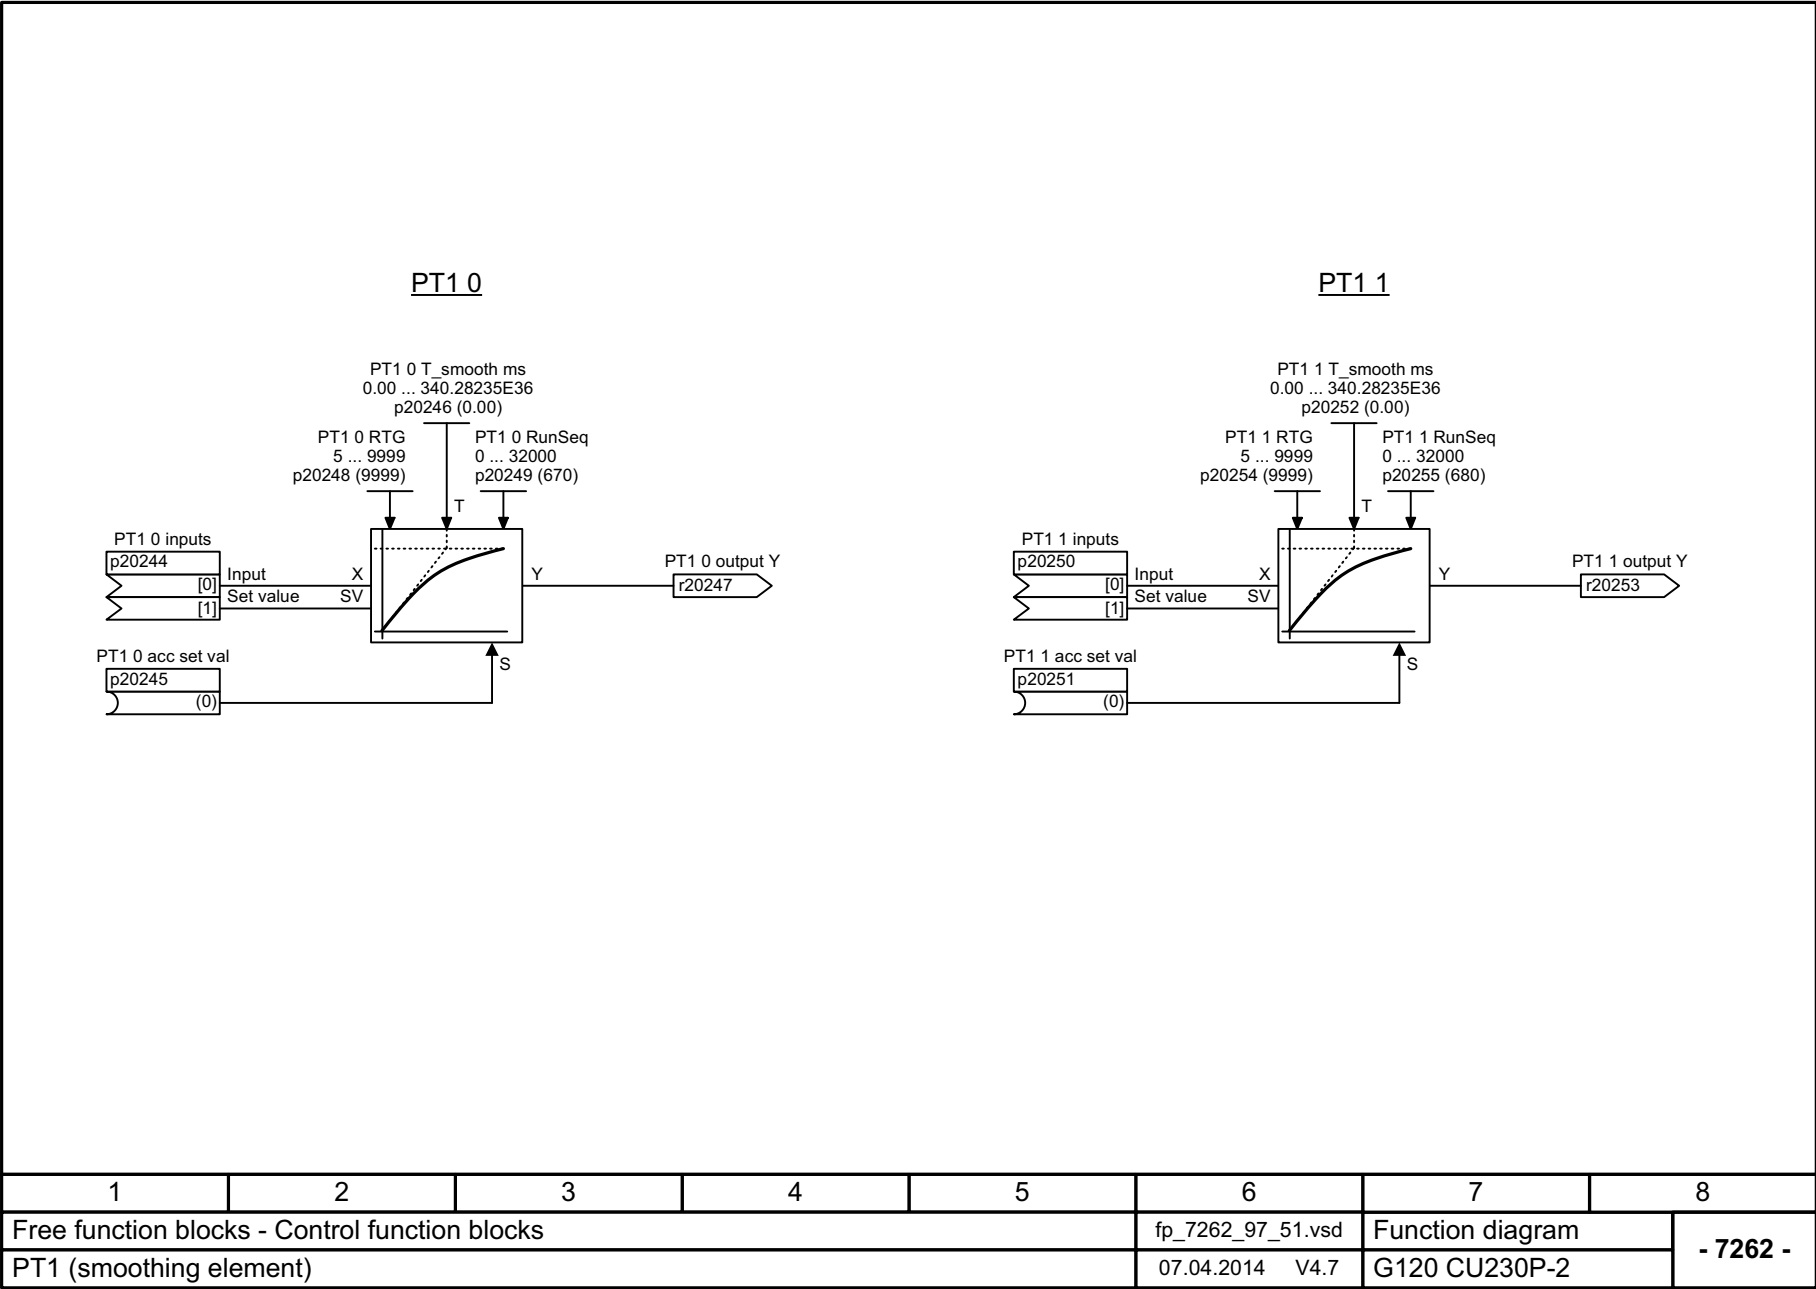 PT1 0
PT1 0 T_smooth ms
0.00 ... 340.28235E36
p20246 (0.00)
PT1 0 RTG
5 ... 9999
p20248 (9999)
PT1 0 RunSeq
0 ... 32000
p20249 (670)
T
PT1 0 inputs
p20244
[0]
[1]
Input
X
Set value
SV
Y
PT1 0 output Y
r20247
PT1 0 acc set val
p20245
(0)
S
PT1 1
PT1 1 T_smooth ms
0.00 ... 340.28235E36
p20252 (0.00)
PT1 1 RTG
5 ... 9999
p20254 (9999)
PT1 1 RunSeq
0 ... 32000
p20255 (680)
T
PT1 1 inputs
p20250
[0]
[1]
Input
X
Set value
SV
Y
PT1 1 output Y
r20253
PT1 1 acc set val
p20251
(0)
S
1 2 3 4 5 6 7 8
Free function blocks - Control function blocks
fp_7262_97_51.vsd
Function diagram
- 7262 -
PT1 (smoothing element)
07.04.2014 V4.7
G120 CU230P-2